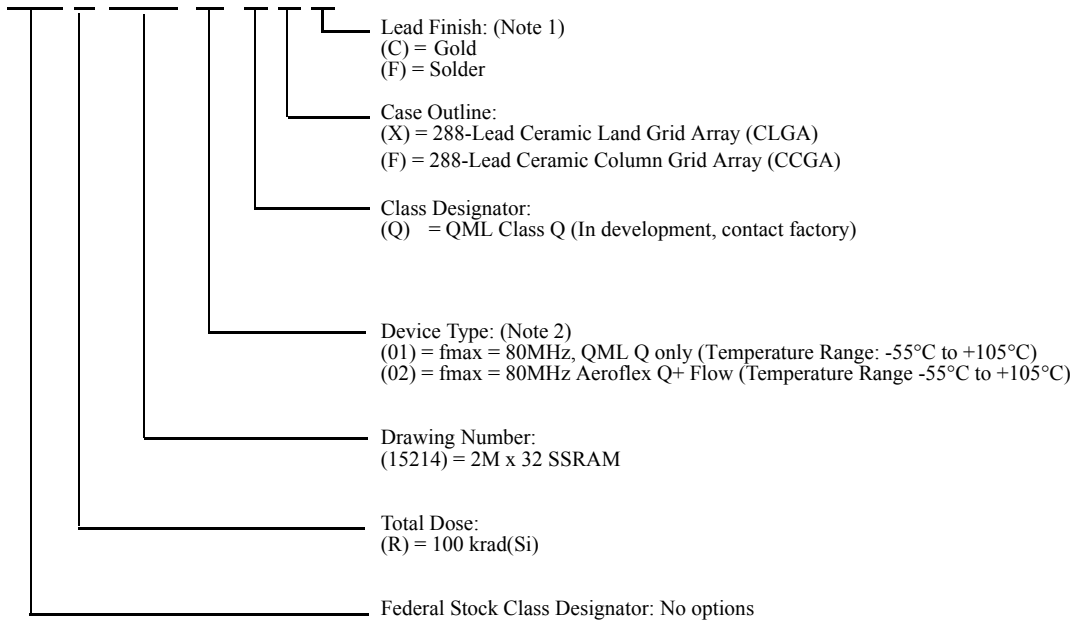 Lead Finish: (Note 1)
(C) = Gold
(F) = Solder
Case Outline:
(X) = 288-Lead Ceramic Land Grid Array (CLGA)
(F) = 288-Lead Ceramic Column Grid Array (CCGA)
Class Designator:
(Q) = QML Class Q (In development, contact factory)
Device Type: (Note 2)
(01) = fmax = 80MHz, QML Q only (Temperature Range: -55°C to +105°C)
(02) = fmax = 80MHz Aeroflex Q+ Flow (Temperature Range -55°C to +105°C)
Drawing Number:
(15214) = 2M x 32 SSRAM
Total Dose:
(R) = 100 krad(Si)
Federal Stock Class Designator: No options